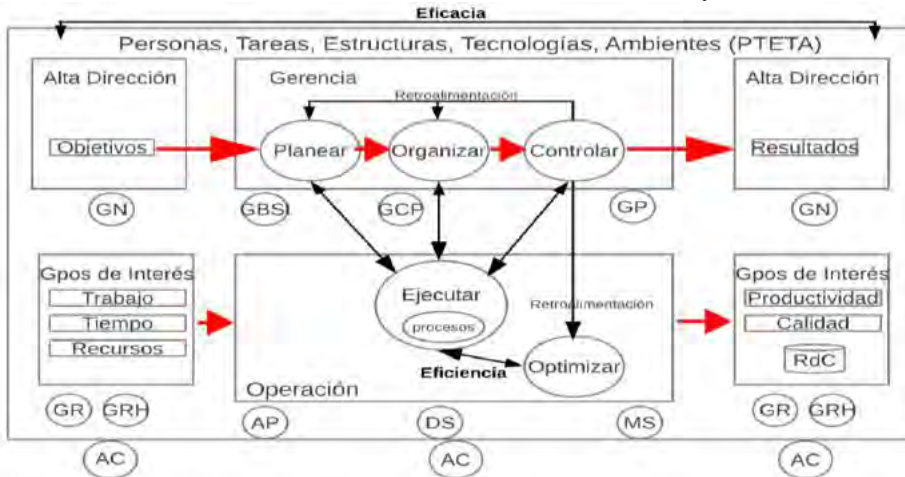 Eficacia
Personas, Tareas, Estructuras, Tecnologías, Ambientes (PTETA)
Alta Dirección
Objetivos
Gerencia
Retroalimentación
Planear
Organizar
Controlar
Alta Dirección
Resultados
GN
GBSI
GCP
GP
GN
Gpos de Interés
Trabajo
Tiempo
Recursos
Ejecutar
procesos
Retroalimentación
Eficiencia
Optimizar
Operación
Gpos de Interés
Productividad
Calidad
RdC
GR
GRH
AP
DS
MS
GR
GRH
AC
AC
AC